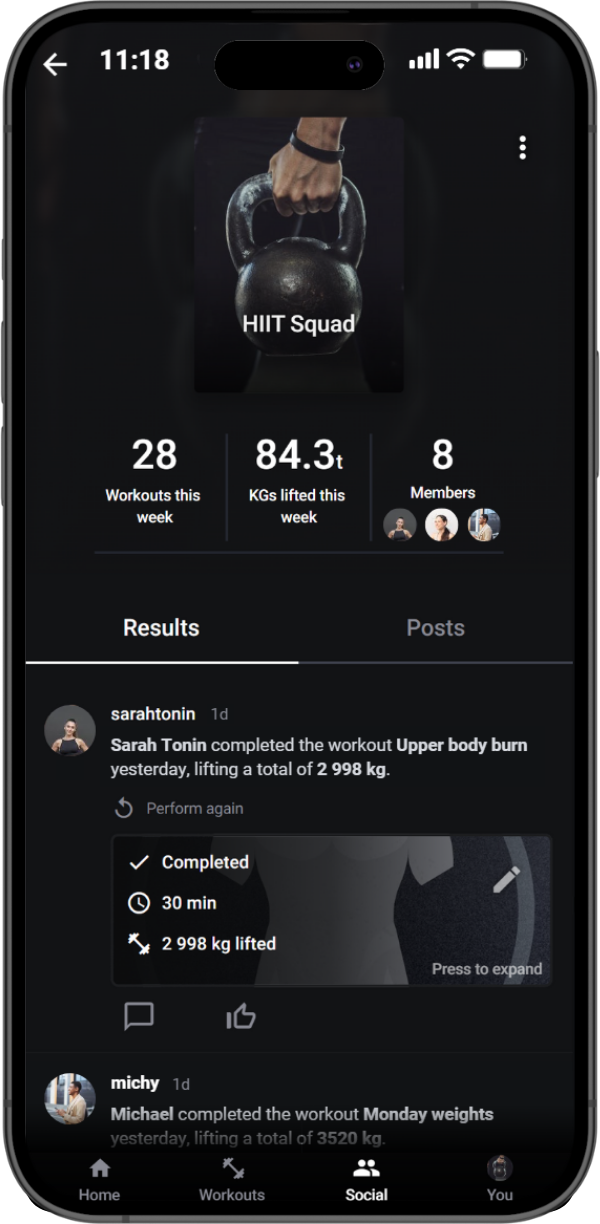 11:18
HIIT Squad
28
Workouts this
week
84.3t
KGs lifted this
week
8
Members
Results
Posts
sarahtonin 1d
Sarah Tonin completed the workout Upper body burn
yesterday, lifting a total of 2 998 kg.
Perform again
Completed
30 min
2 998 kg lifted
Press to expand
michy 1d
Michael completed the workout Monday weights
yesterday, lifting a total of 3520 kg.
Home
Workouts
Social
You